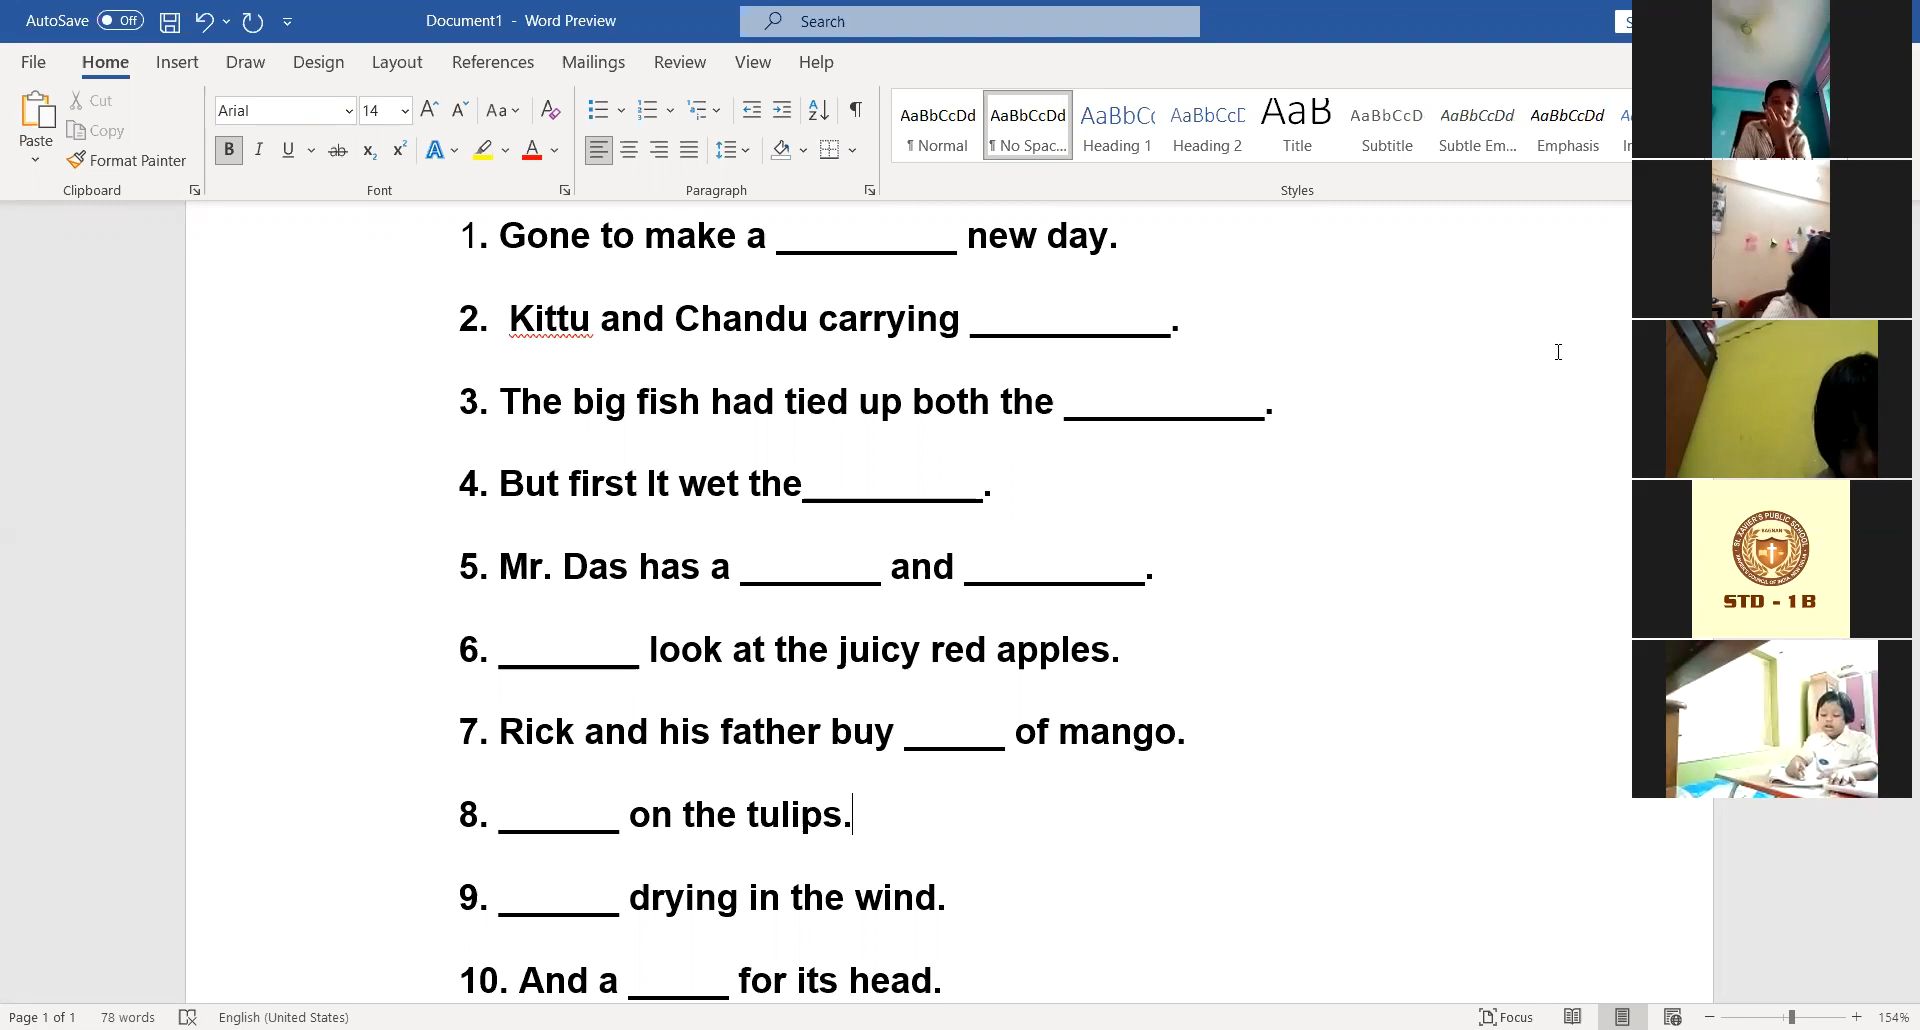 AutoSave Off Document1 - Word Preview Search
File Home Insert Draw Design Layout References Mailings Review View Help
Paste Cut Copy Format Painter Clipboard
Arial 14 Font
Paragraph
AaBbCcDd AaBbCcDd AaBbCc AaBbCcD AaB AaBbCcD AaBbCcDd AaBbCcDd
¶ Normal ¶ No Spac... Heading 1 Heading 2 Title Subtitle Subtle Em... Emphasis
Styles
1. Gone to make a _________ new day.
2. Kittu and Chandu carrying __________.
3. The big fish had tied up both the __________.
4. But first It wet the_________.
5. Mr. Das has a _______ and _________.
6. _______ look at the juicy red apples.
7. Rick and his father buy _____ of mango.
8. ______ on the tulips.
9. ______ drying in the wind.
10. And a _____ for its head.
ST. XAVIER'S PUBLIC SCHOOL
BAGNAN
STD - 1B
Page 1 of 1 78 words English (United States) Focus 154%